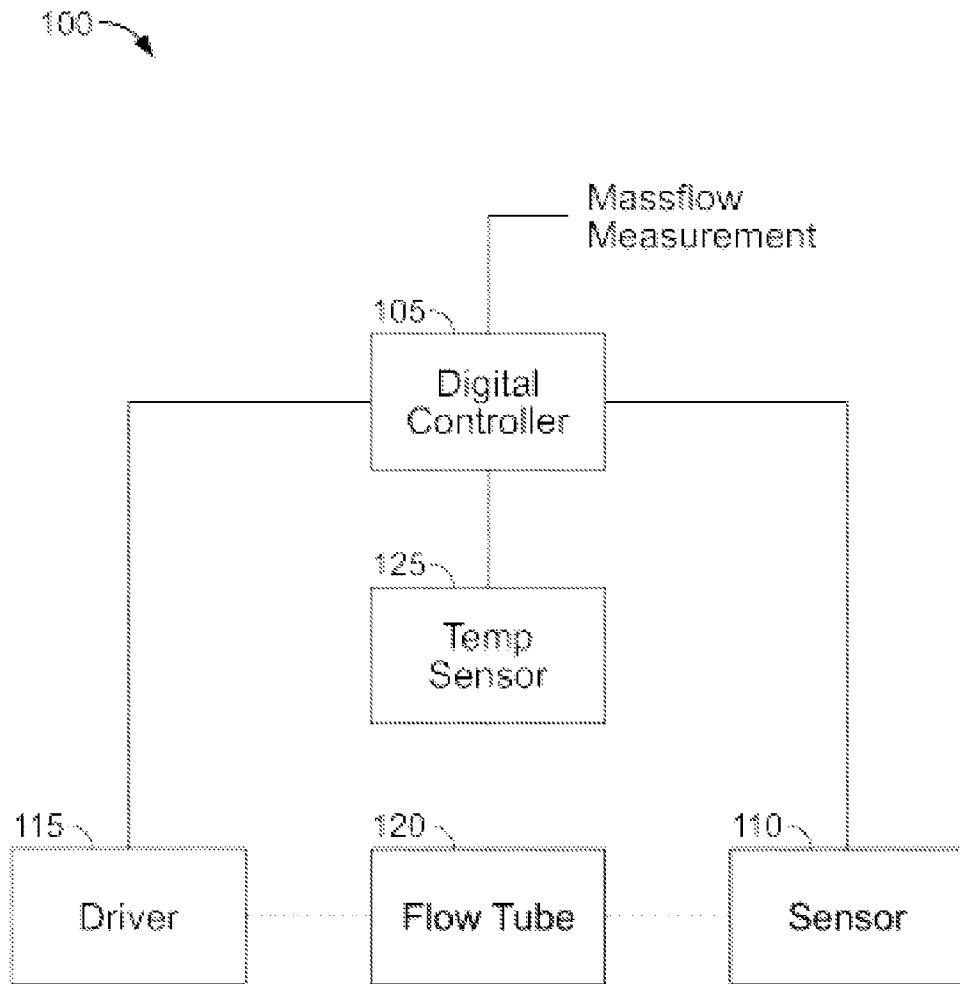 100
Massflow
Measurement
105
Digital
Controller
125
Temp
Sensor
115
120
110
Driver
Flow Tube
Sensor